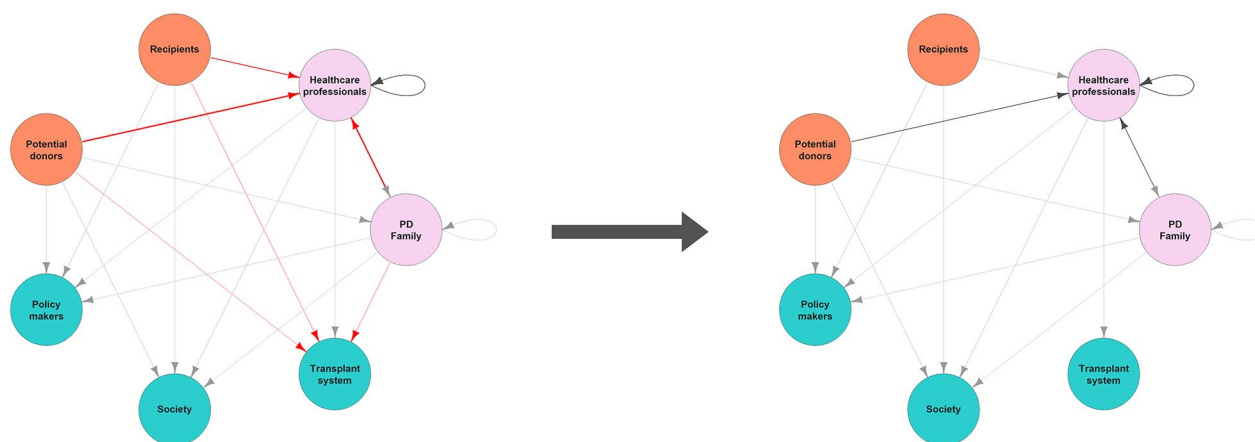 Recipients
Healthcare
professionals
Potential
donors
PD
Family
Policy
makers
Transplant
system
Society
Recipients
Healthcare
professionals
Potential
donors
PD
Family
Policy
makers
Transplant
system
Society